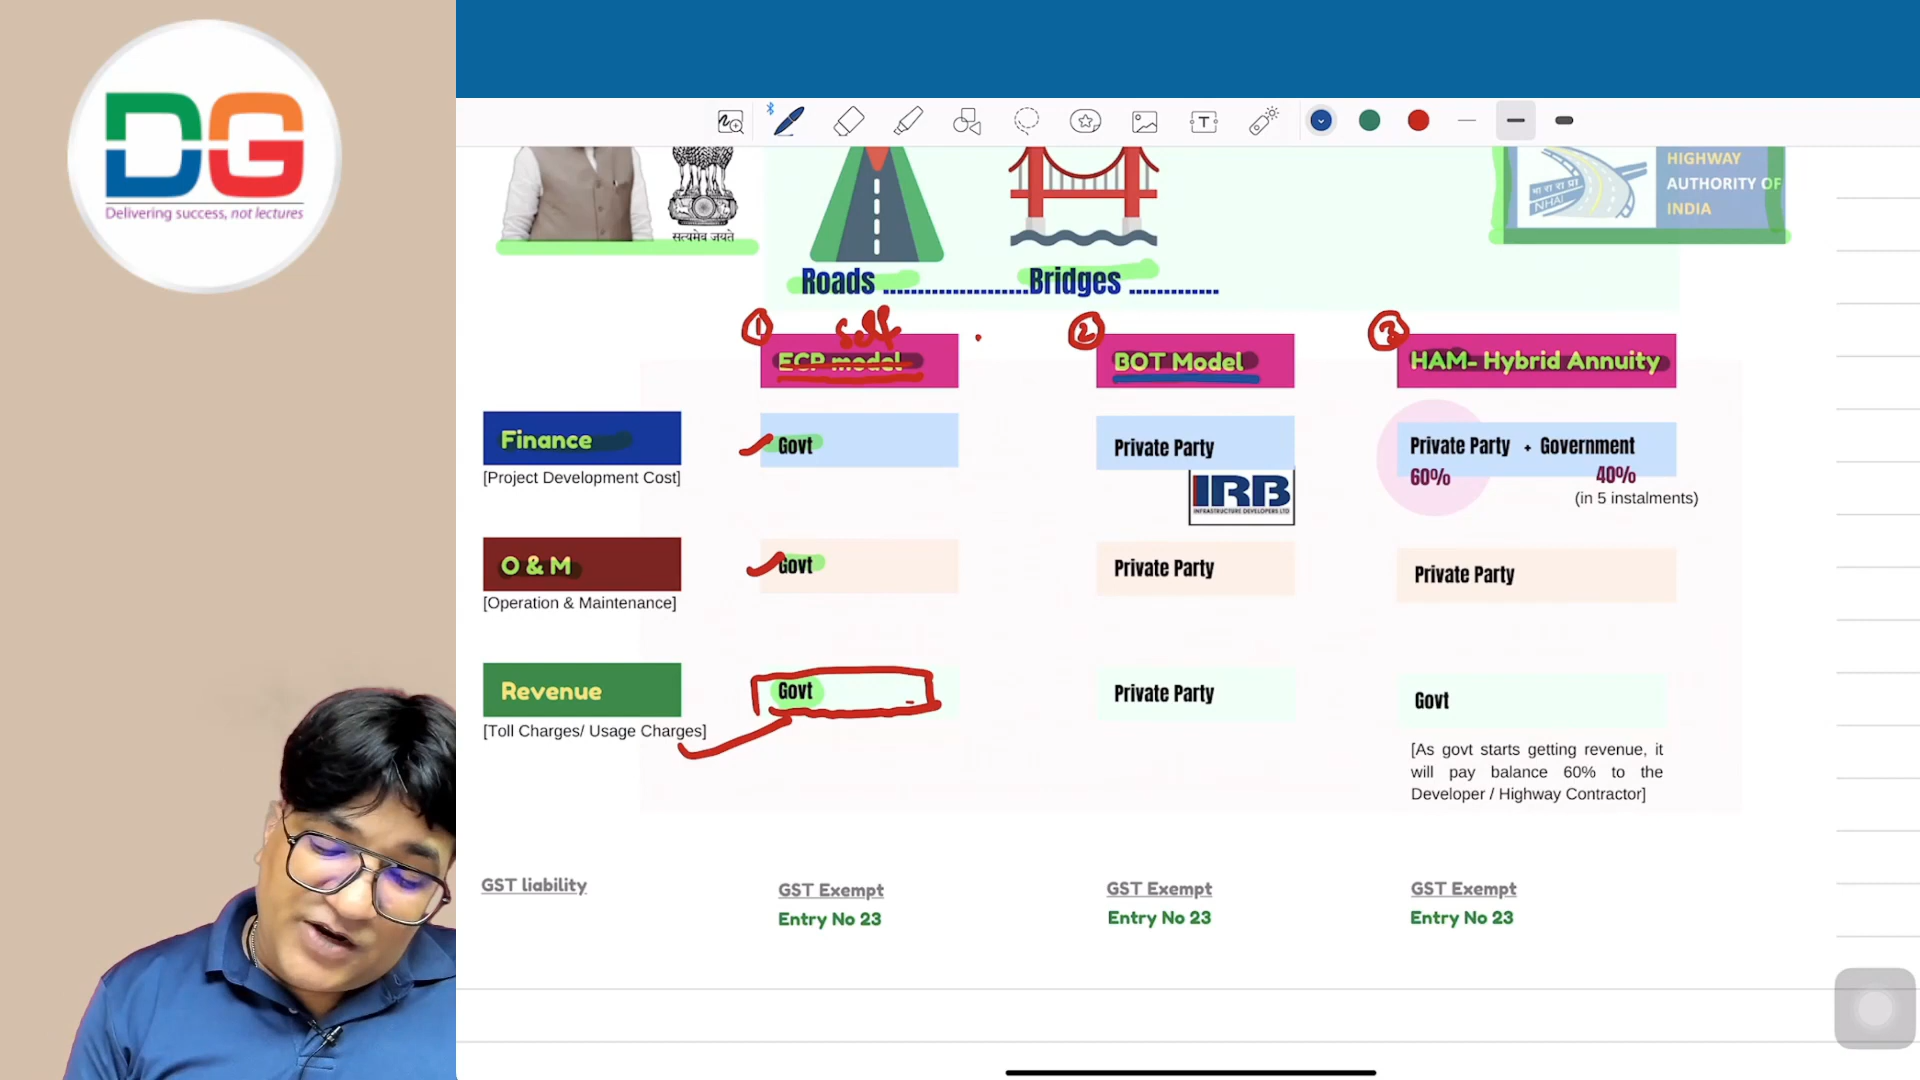 DG
Delivering success, not lectures
T
HIGHWAY
AUTHORITY OF
INDIA
भा रा रा प्रा
NHAI
सत्यमेव जयते
Roads ......................Bridges .............
① self ② ③
ECP model BOT Model HAM- Hybrid Annuity
Finance Govt Private Party Private Party + Government
[Project Development Cost] 60% 40%
(in 5 instalments)
IRB
INFRASTRUCTURE DEVELOPERS LTD
O & M Govt Private Party Private Party
[Operation & Maintenance]
Revenue Govt Private Party Govt
[Toll Charges/ Usage Charges]
[As govt starts getting revenue, it
will pay balance 60% to the
Developer / Highway Contractor]
GST liability GST Exempt GST Exempt GST Exempt
Entry No 23 Entry No 23 Entry No 23